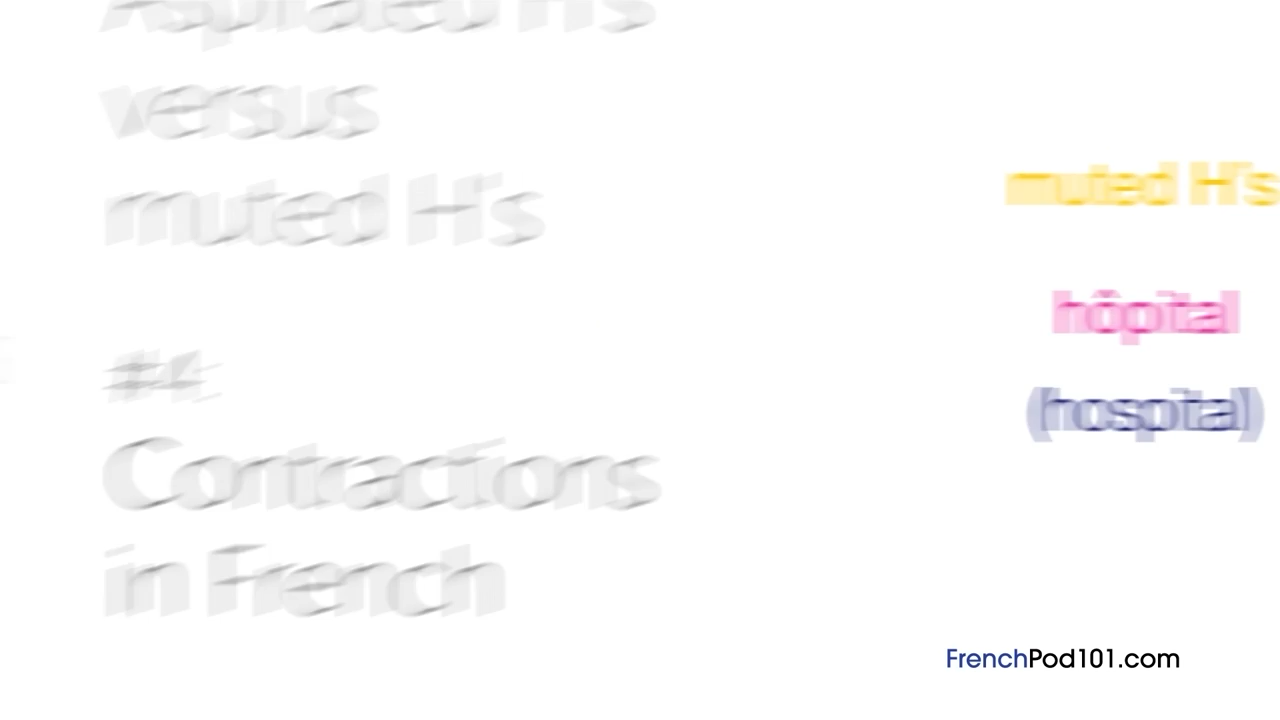 Aspirated H's
versus
muted H's
#4
Contractions
in French
muted H's
hôpital
(hospital)
FrenchPod101.com